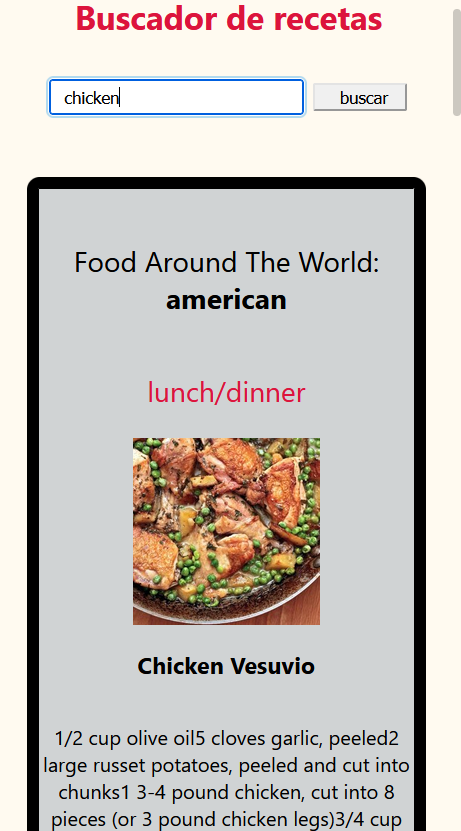 Buscador de recetas
chicken
buscar
Food Around The World:
american
lunch/dinner
Chicken Vesuvio
1/2 cup olive oil5 cloves garlic, peeled2
large russet potatoes, peeled and cut into
chunks1 3-4 pound chicken, cut into 8
pieces (or 3 pound chicken legs)3/4 cup